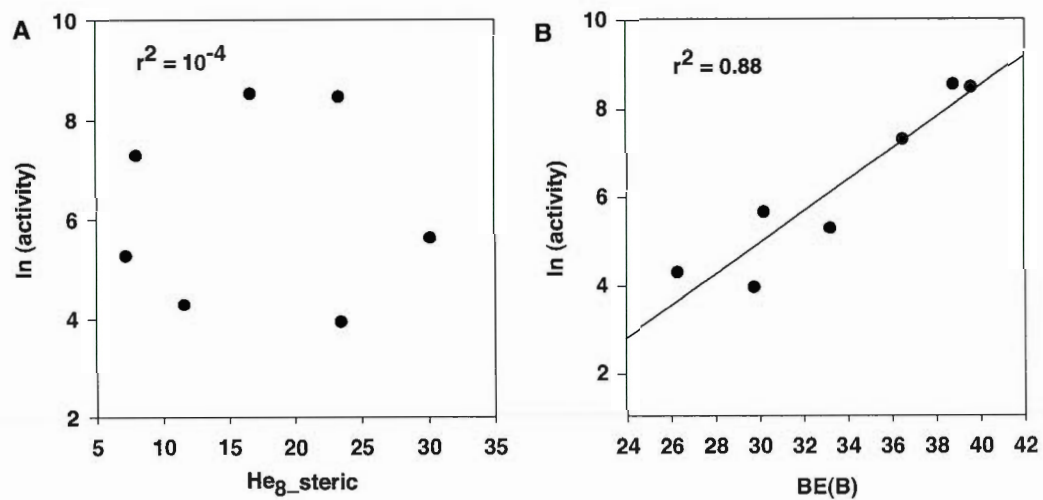 A
r² = 10⁻⁴
10
8
6
4
2
ln (activity)
5 10 15 20 25 30 35
He₈_steric
B
r² = 0.88
10
8
6
4
2
ln (activity)
24 26 28 30 32 34 36 38 40 42
BE(B)